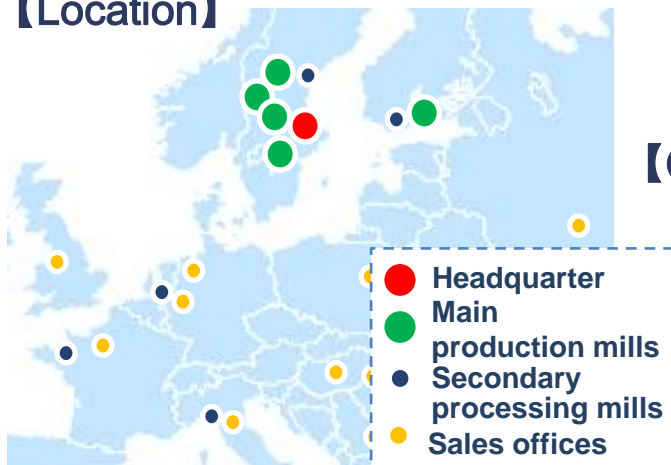 【Location】
【
Headquarter
Main
production mills
Secondary
processing mills
Sales offices